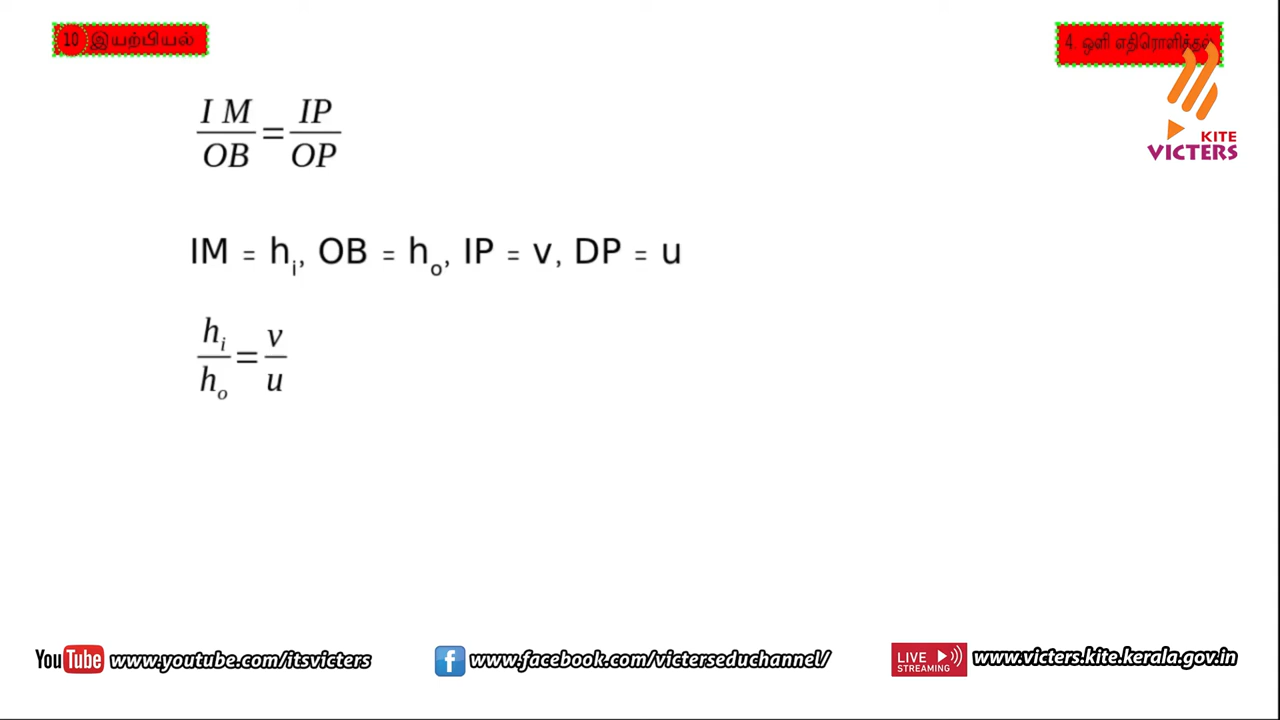 10 இயற்பியல்
4. ஒளி எதிரொளித்தல்
KITE
VICTERS
I M / OB = IP / OP
IM = hᵢ, OB = hₒ, IP = v, DP = u
hᵢ / hₒ = v / u
You Tube www.youtube.com/itsvicters
f www.facebook.com/victerseduchannel/
LIVE STREAMING www.victers.kite.kerala.gov.in